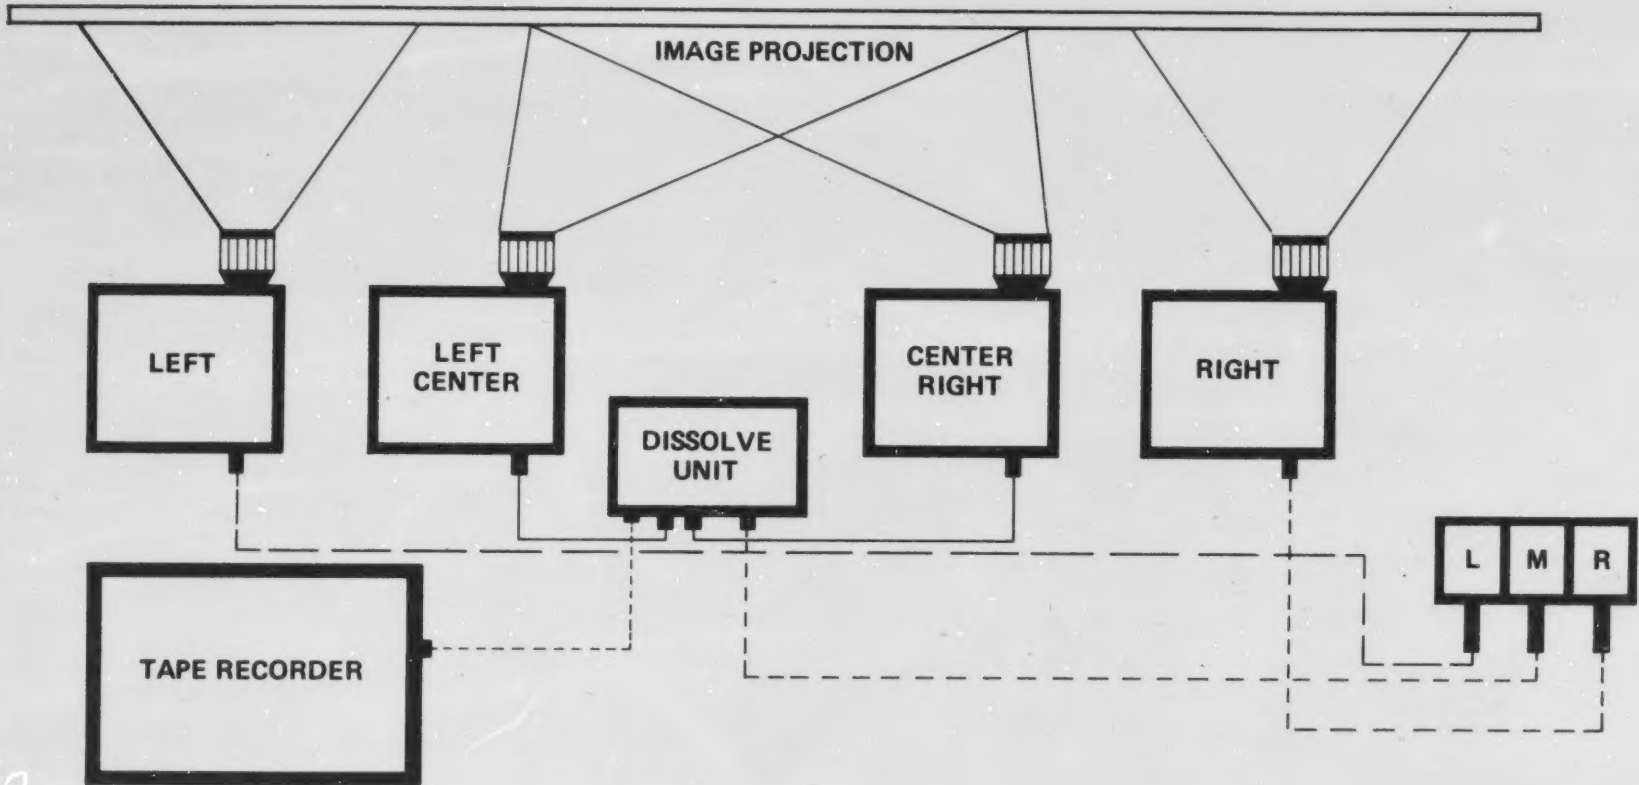 IMAGE PROJECTION
LEFT
LEFT
CENTER
CENTER
RIGHT
RIGHT
DISSOLVE
UNIT
L M R
TAPE RECORDER